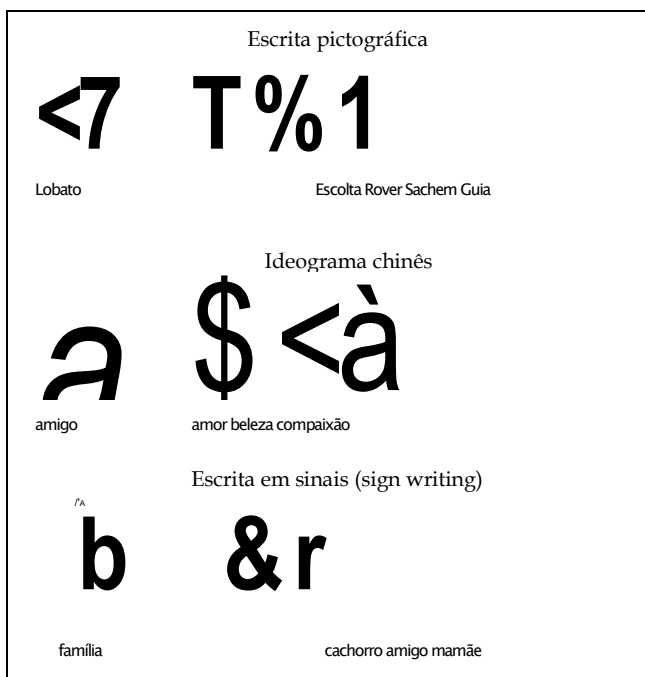 Escrita pictográfica
<7 T % 1
Lobato Escolta Rover Sachem Guia
Ideograma chinês
a $ <à
amigo amor beleza compaixão
Escrita em sinais (sign writing)
/*A
b & r
família cachorro amigo mamãe